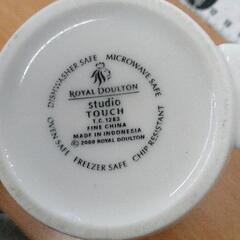 DISHWASHER SAFE MICROWAVE SAFE
ROYAL DOULTON
studio
TOUCH
T.C. 1283
FINE CHINA
MADE IN INDONESIA
© 2000 ROYAL DOULTON
OVEN SAFE FREEZER SAFE CHIP RESISTANT